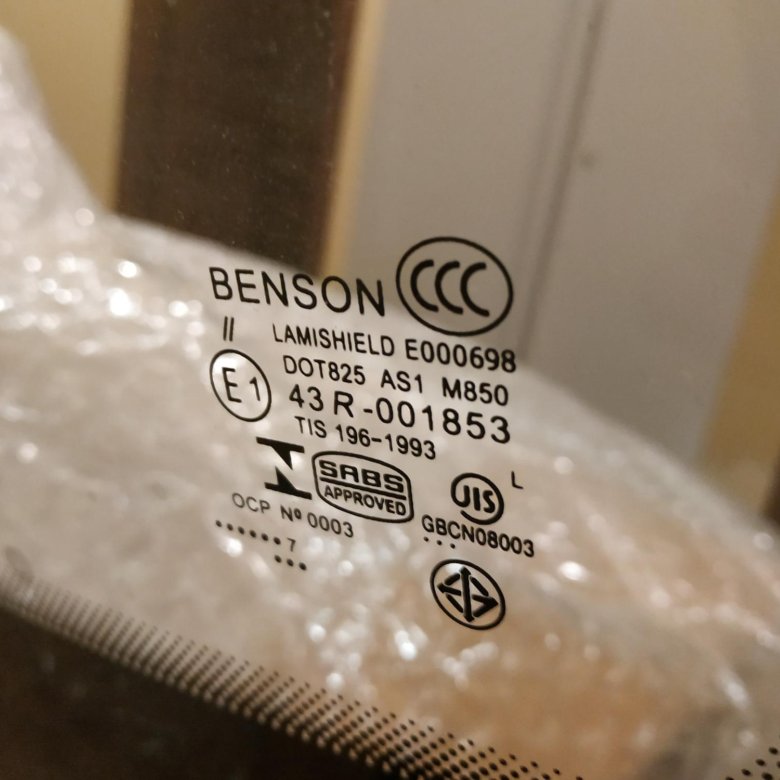 BENSON CCC
II LAMISHIELD E000698
DOT825 AS1 M850
E1 43R-001853
TIS 196-1993
SABS APPROVED
JIS L
OCP Nº 0003
GBCN08003
•••••• 7
•••
•••